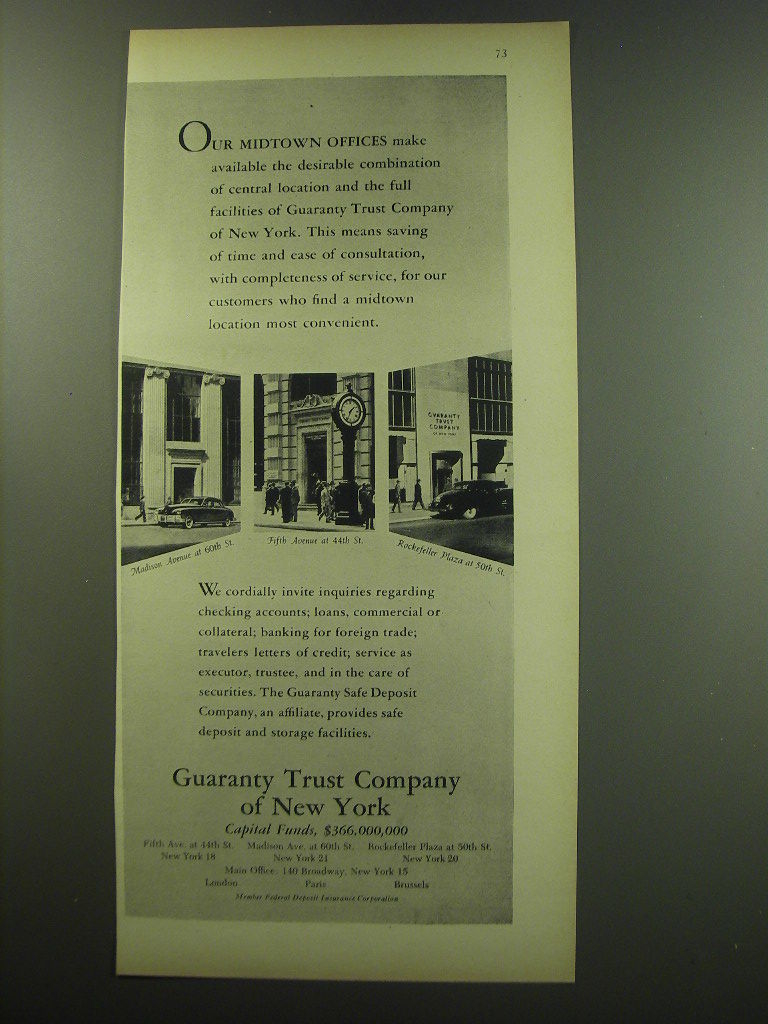 73
OUR MIDTOWN OFFICES make
available the desirable combination
of central location and the full
facilities of Guaranty Trust Company
of New York. This means saving
of time and ease of consultation,
with completeness of service, for our
customers who find a midtown
location most convenient.
GUARANTY
TRUST
COMPANY
OF NEW YORK
Madison Avenue at 60th St.
Fifth Avenue at 44th St.
Rockefeller Plaza at 50th St.
We cordially invite inquiries regarding
checking accounts; loans, commercial or
collateral; banking for foreign trade;
travelers letters of credit; service as
executor, trustee, and in the care of
securities. The Guaranty Safe Deposit
Company, an affiliate, provides safe
deposit and storage facilities.
Guaranty Trust Company
of New York
Capital Funds, $366,000,000
Fifth Ave. at 44th St. Madison Ave. at 60th St. Rockefeller Plaza at 50th St.
New York 18 New York 21 New York 20
Main Office: 140 Broadway, New York 15
London Paris Brussels
Member Federal Deposit Insurance Corporation